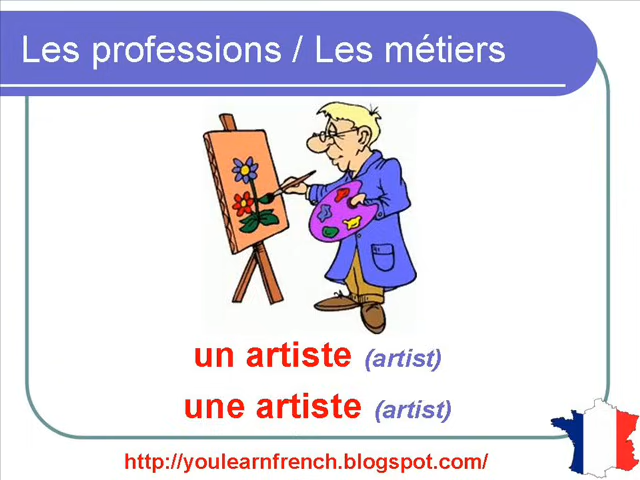 Les professions / Les métiers
un artiste (artist)
une artiste (artist)
http://youlearnfrench.blogspot.com/